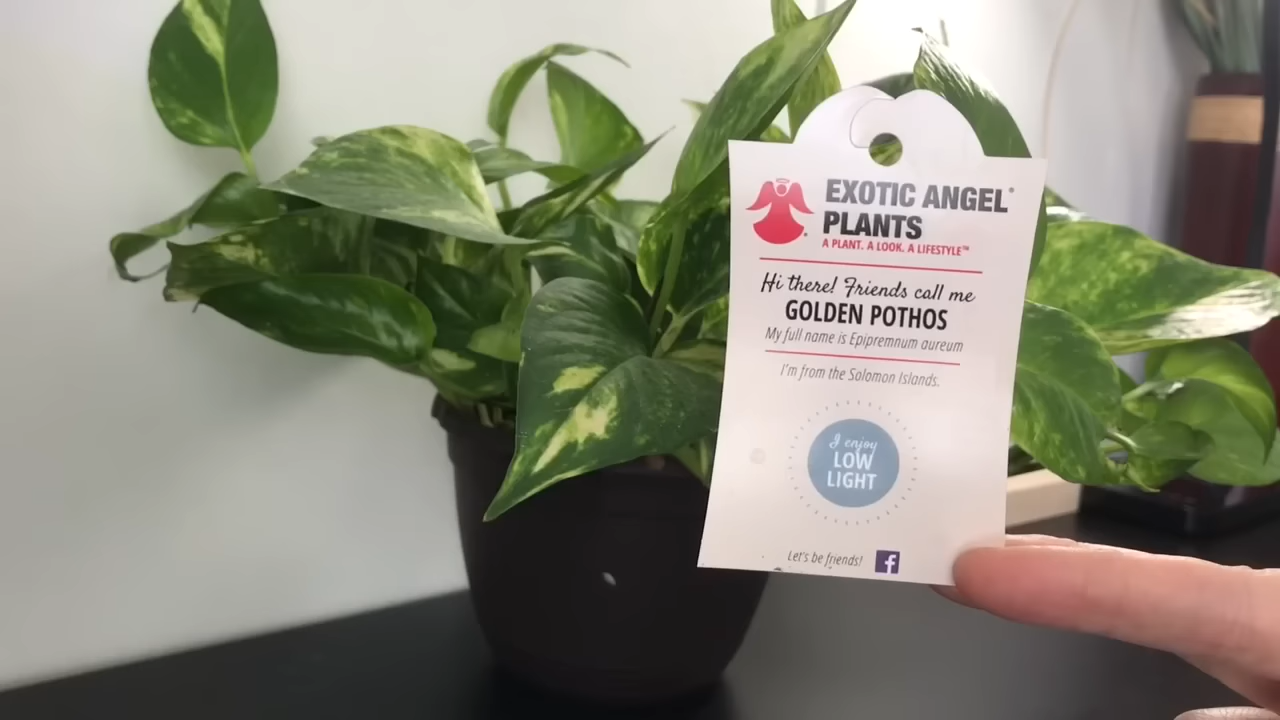 EXOTIC ANGEL®
PLANTS
A PLANT. A LOOK. A LIFESTYLE™
Hi there! Friends call me
GOLDEN POTHOS
My full name is Epipremnum aureum
I'm from the Solomon Islands.
I enjoy
LOW
LIGHT
Let's be friends! f